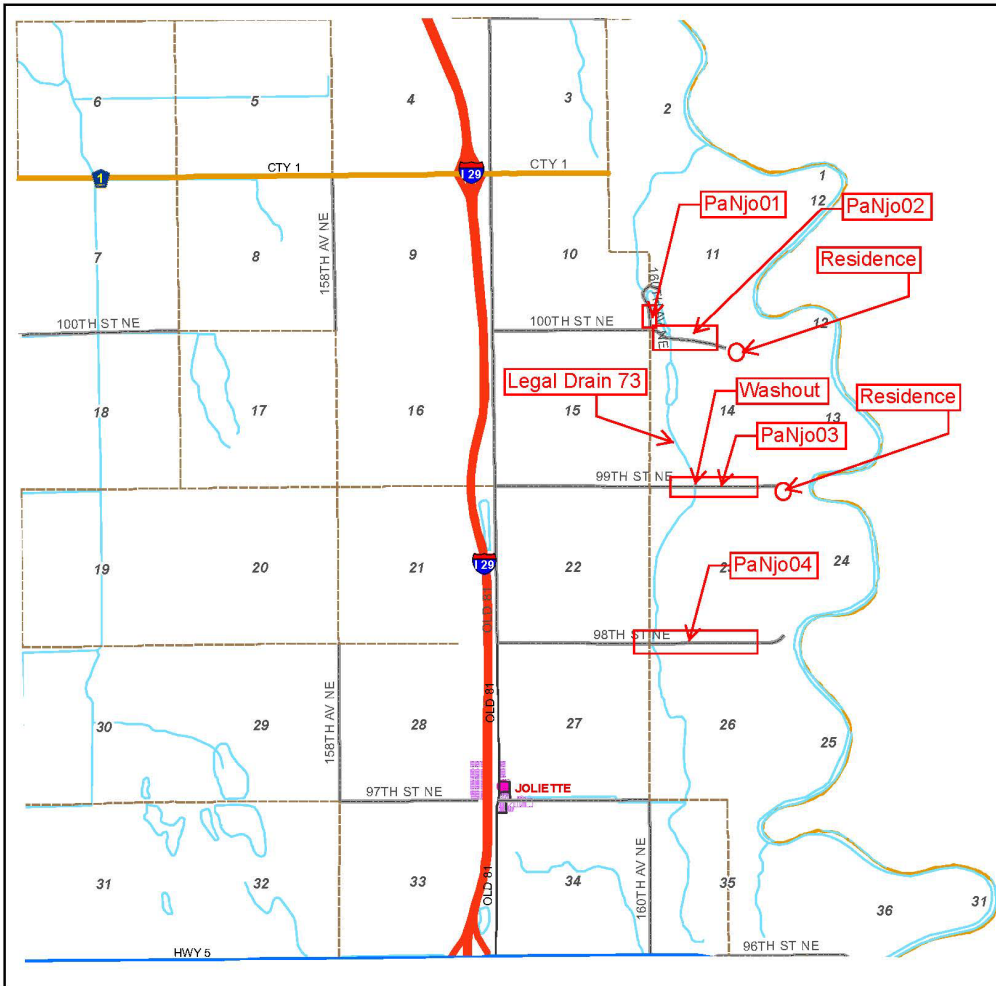 6
5
4
3
2
1
CTY 1
I 29
CTY 1
1
12
PaNjo01
PaNjo02
7
8
9
10
11
Residence
158TH AV NE
160TH AV NE
100TH ST NE
100TH ST NE
12
Legal Drain 73
Washout
Residence
18
17
16
15
14
13
PaNjo03
99TH ST NE
I 29
19
20
21
22
24
PaNjo04
OLD 81
98TH ST NE
158TH AV NE
OLD 81
30
29
28
27
26
25
JOLIETTE
97TH ST NE
160TH AV NE
31
32
33
OLD 81
34
35
36
31
HWY 5
96TH ST NE